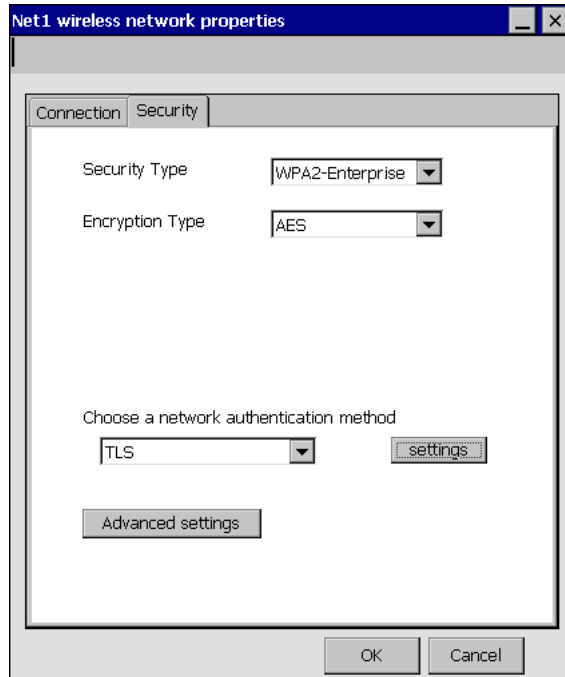 Net1 wireless network properties
Connection Security
Security Type WPA2-Enterprise
Encryption Type AES
Choose a network authentication method
TLS settings
Advanced settings
OK Cancel